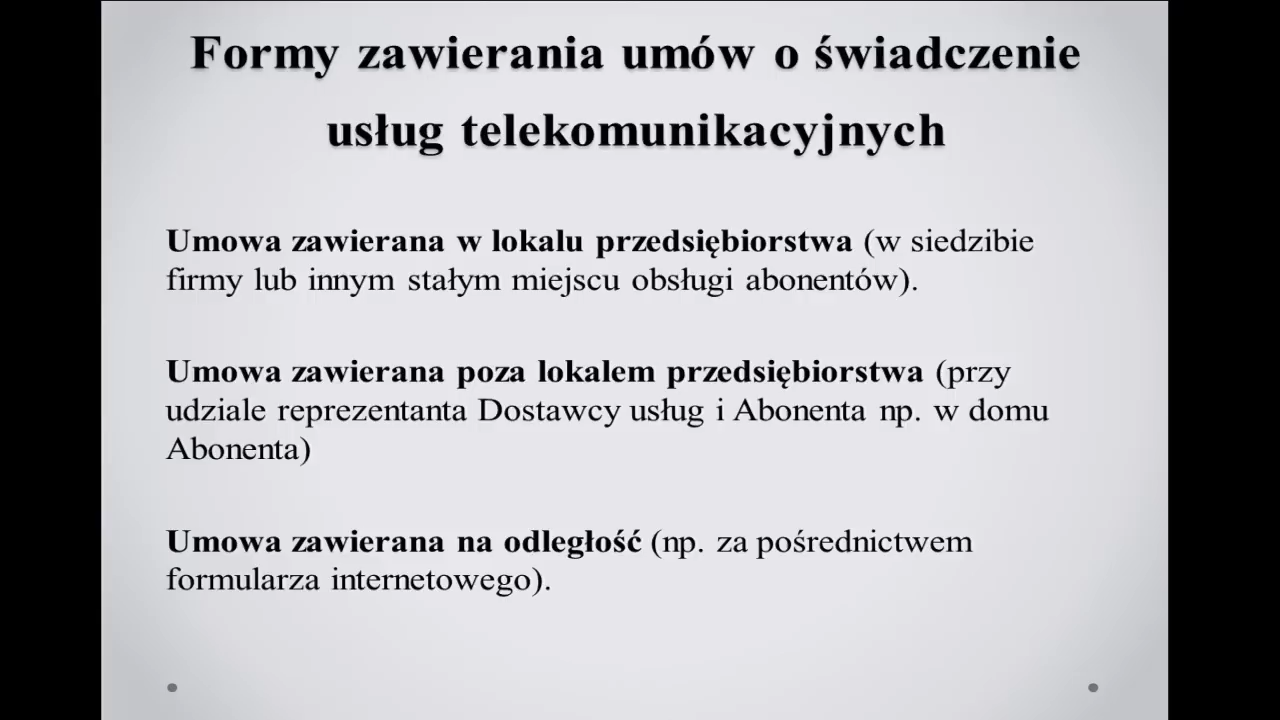 Formy zawierania umów o świadczenie
usług telekomunikacyjnych
Umowa zawierana w lokalu przedsiębiorstwa (w siedzibie
firmy lub innym stałym miejscu obsługi abonentów).
Umowa zawierana poza lokalem przedsiębiorstwa (przy
udziale reprezentanta Dostawcy usług i Abonenta np. w domu
Abonenta)
Umowa zawierana na odległość (np. za pośrednictwem
formularza internetowego).